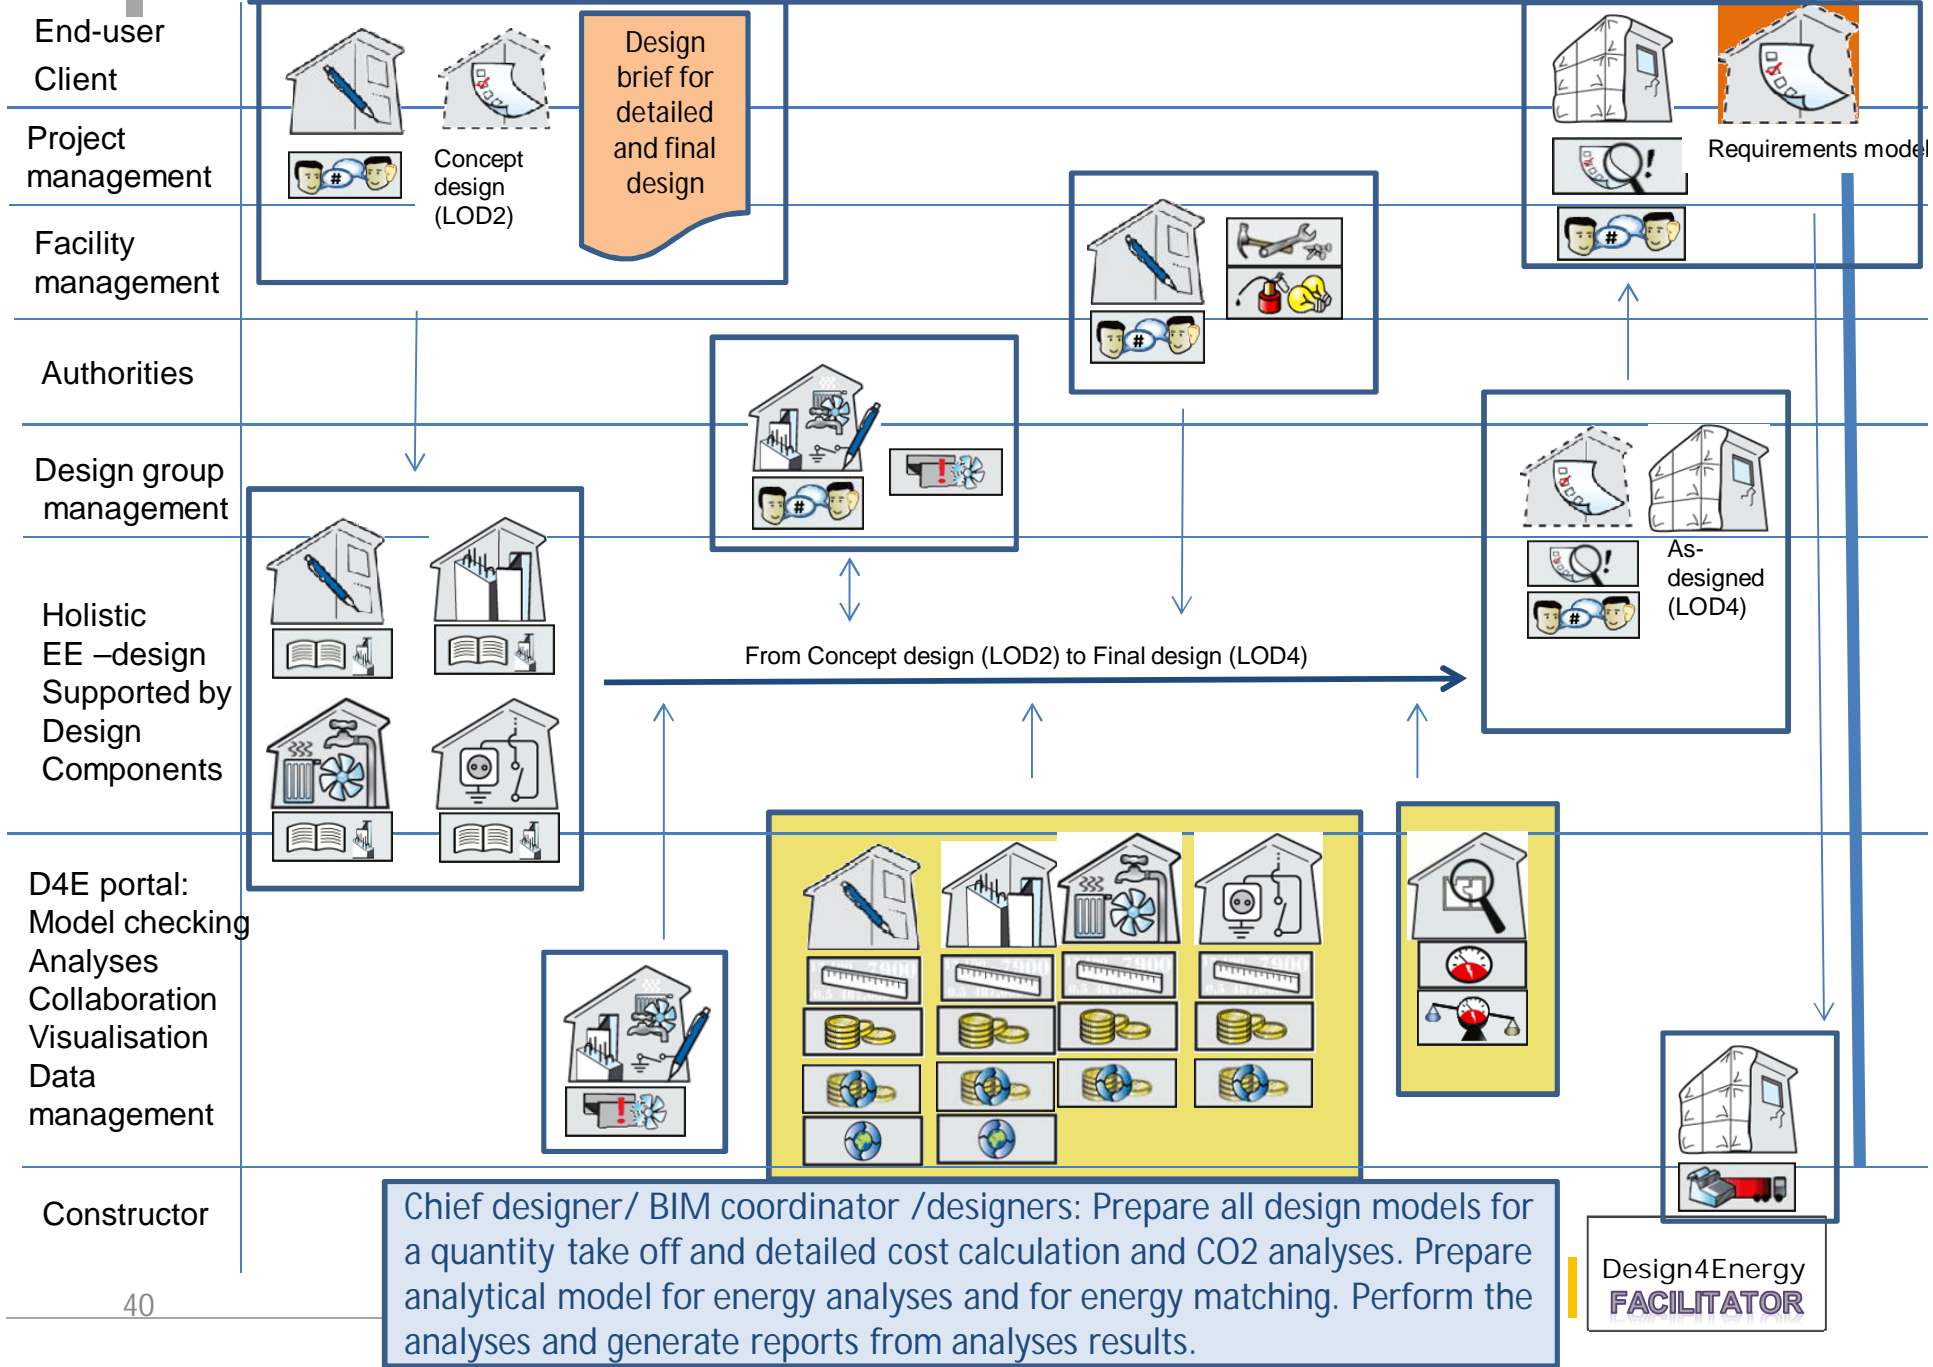 End-user
Client
Project
management
Facility
management
Authorities
Design group
management
Holistic
EE –design
Supported by
Design
Components
D4E portal:
Model checking
Analyses
Collaboration
Visualisation
Data
management
Constructor
Concept
design
(LOD2)
Design
brief for
detailed
and final
design
#
#
#
Requirements model
#
As-
designed
(LOD4)
#
From Concept design (LOD2) to Final design (LOD4)
Chief designer/ BIM coordinator /designers: Prepare all design models for
a quantity take off and detailed cost calculation and CO2 analyses. Prepare
analytical model for energy analyses and for energy matching. Perform the
analyses and generate reports from analyses results.
Design4Energy
FACILITATOR
40